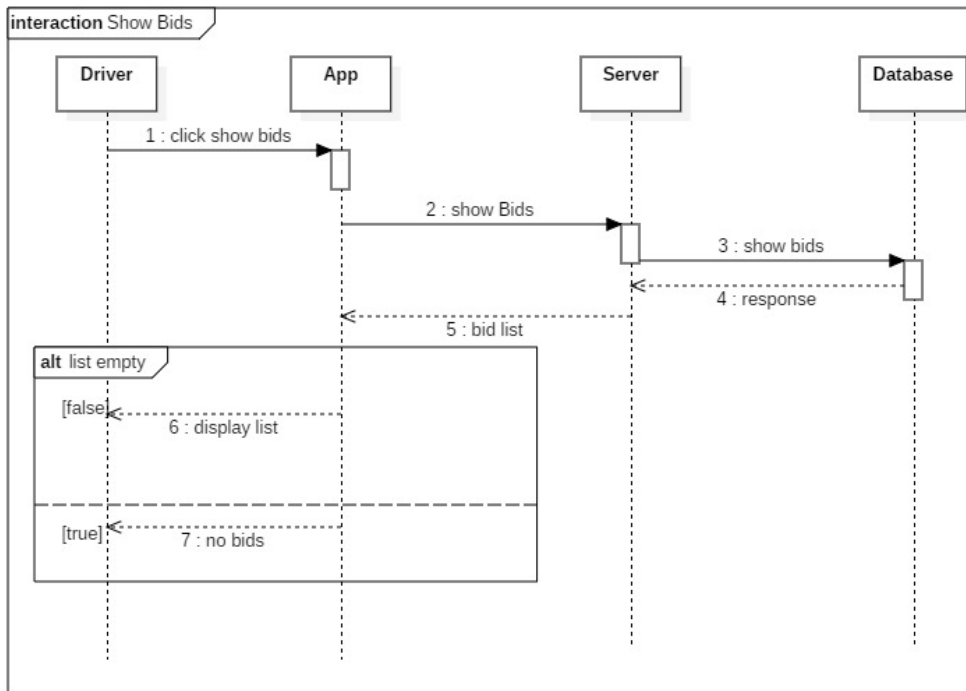 interaction Show Bids
Driver
App
Server
Database
1 : click show bids
2 : show Bids
3 : show bids
4 : response
5 : bid list
alt list empty
[false]
6 : display list
[true]
7 : no bids